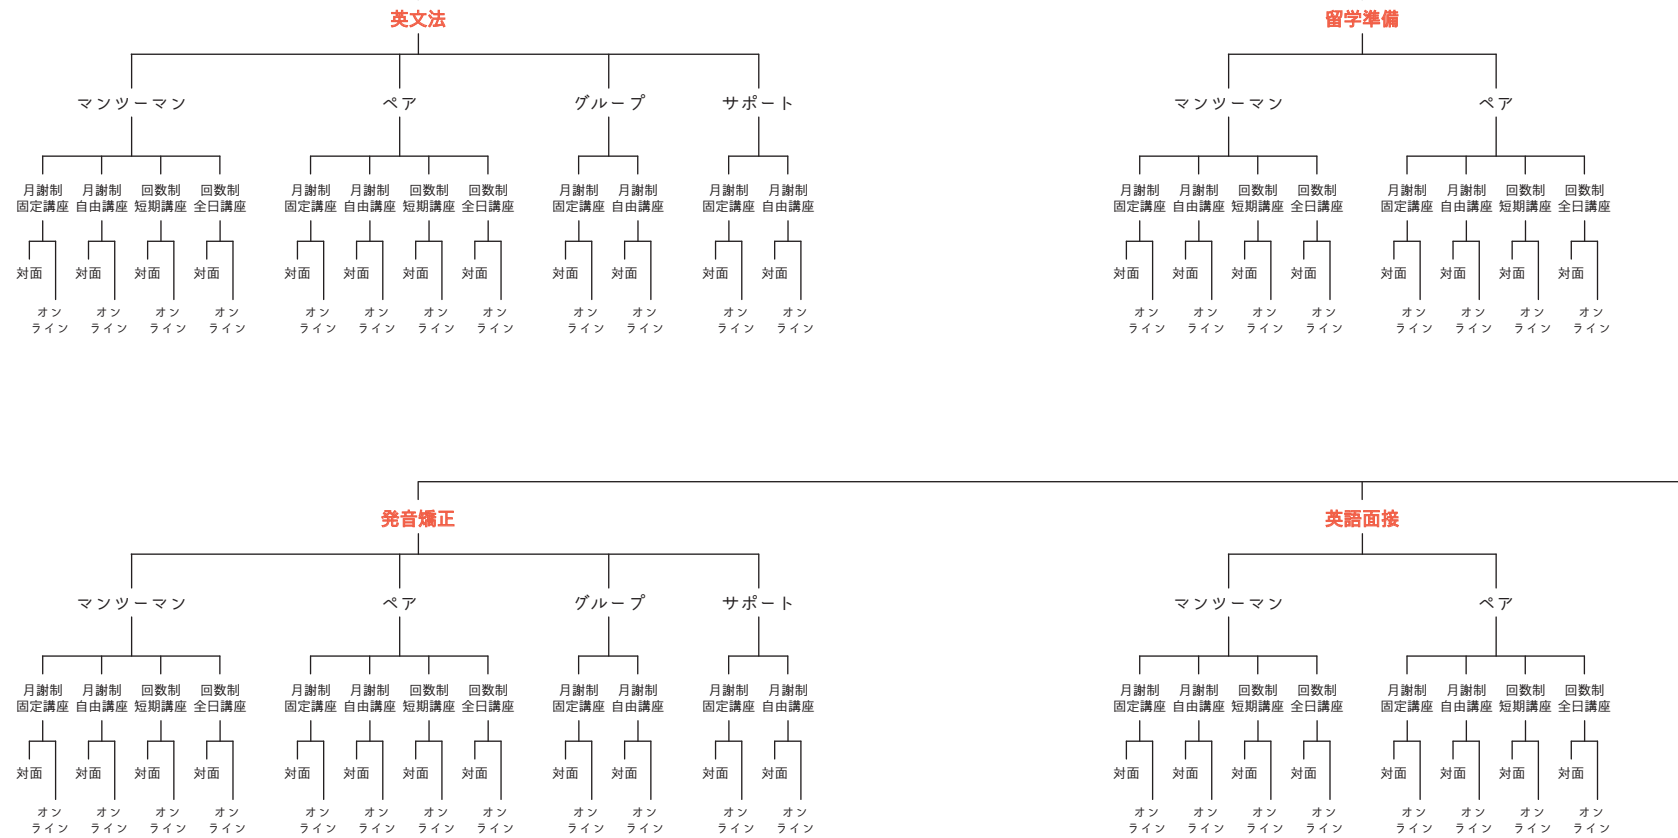 英文法
留学準備
マンツーマン ペア グループ サポート
マンツーマン ペア
月謝制 月謝制 回数制 回数制 月謝制 月謝制 回数制 回数制 月謝制 月謝制 月謝制 月謝制
固定講座 自由講座 短期講座 全日講座 固定講座 自由講座 短期講座 全日講座 固定講座 自由講座 固定講座 自由講座
月謝制 月謝制 回数制 回数制 月謝制 月謝制 回数制 回数制
固定講座 自由講座 短期講座 全日講座 固定講座 自由講座 短期講座 全日講座
対面 対面 対面 対面 対面 対面 対面 対面 対面 対面 対面 対面
対面 対面 対面 対面 対面 対面 対面 対面
オン オン オン オン オン オン オン オン オン オン オン オン
ライン ライン ライン ライン ライン ライン ライン ライン ライン ライン ライン ライン
オン オン オン オン オン オン オン オン
ライン ライン ライン ライン ライン ライン ライン ライン
発音矯正
英語面接
マンツーマン ペア グループ サポート
マンツーマン ペア
月謝制 月謝制 回数制 回数制 月謝制 月謝制 回数制 回数制 月謝制 月謝制 月謝制 月謝制
固定講座 自由講座 短期講座 全日講座 固定講座 自由講座 短期講座 全日講座 固定講座 自由講座 固定講座 自由講座
月謝制 月謝制 回数制 回数制 月謝制 月謝制 回数制 回数制
固定講座 自由講座 短期講座 全日講座 固定講座 自由講座 短期講座 全日講座
対面 対面 対面 対面 対面 対面 対面 対面 対面 対面 対面 対面
対面 対面 対面 対面 対面 対面 対面 対面
オン オン オン オン オン オン オン オン オン オン オン オン
ライン ライン ライン ライン ライン ライン ライン ライン ライン ライン ライン ライン
オン オン オン オン オン オン オン オン
ライン ライン ライン ライン ライン ライン ライン ライン